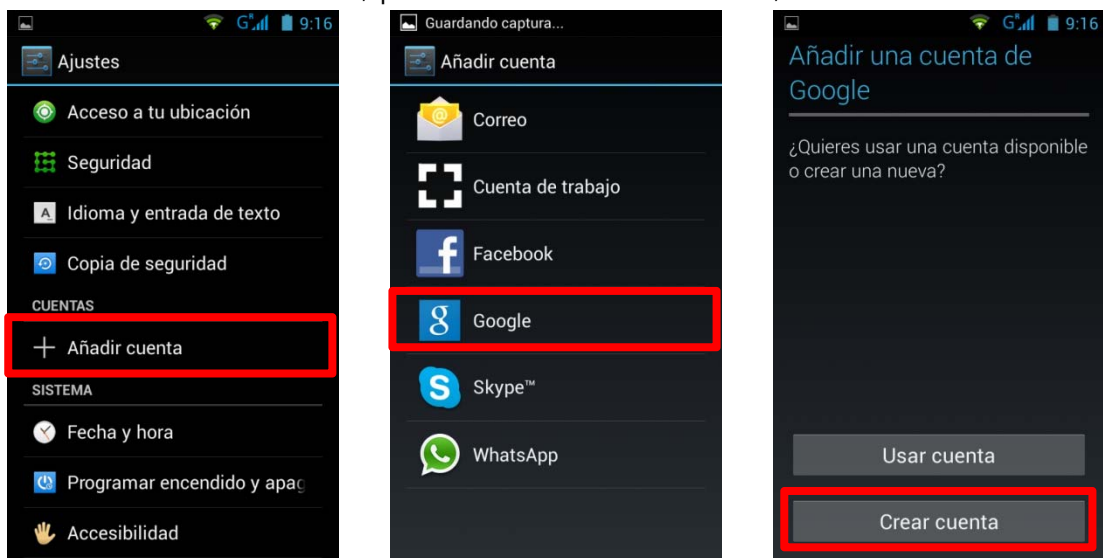 9:16
Ajustes
Acceso a tu ubicación
Seguridad
Idioma y entrada de texto
Copia de seguridad
CUENTAS
Añadir cuenta
SISTEMA
Fecha y hora
Programar encendido y apag
Accesibilidad
Guardando captura...
Añadir cuenta
Correo
Cuenta de trabajo
Facebook
Google
Skype™
WhatsApp
9:16
Añadir una cuenta de
Google
¿Quieres usar una cuenta disponible
o crear una nueva?
Usar cuenta
Crear cuenta